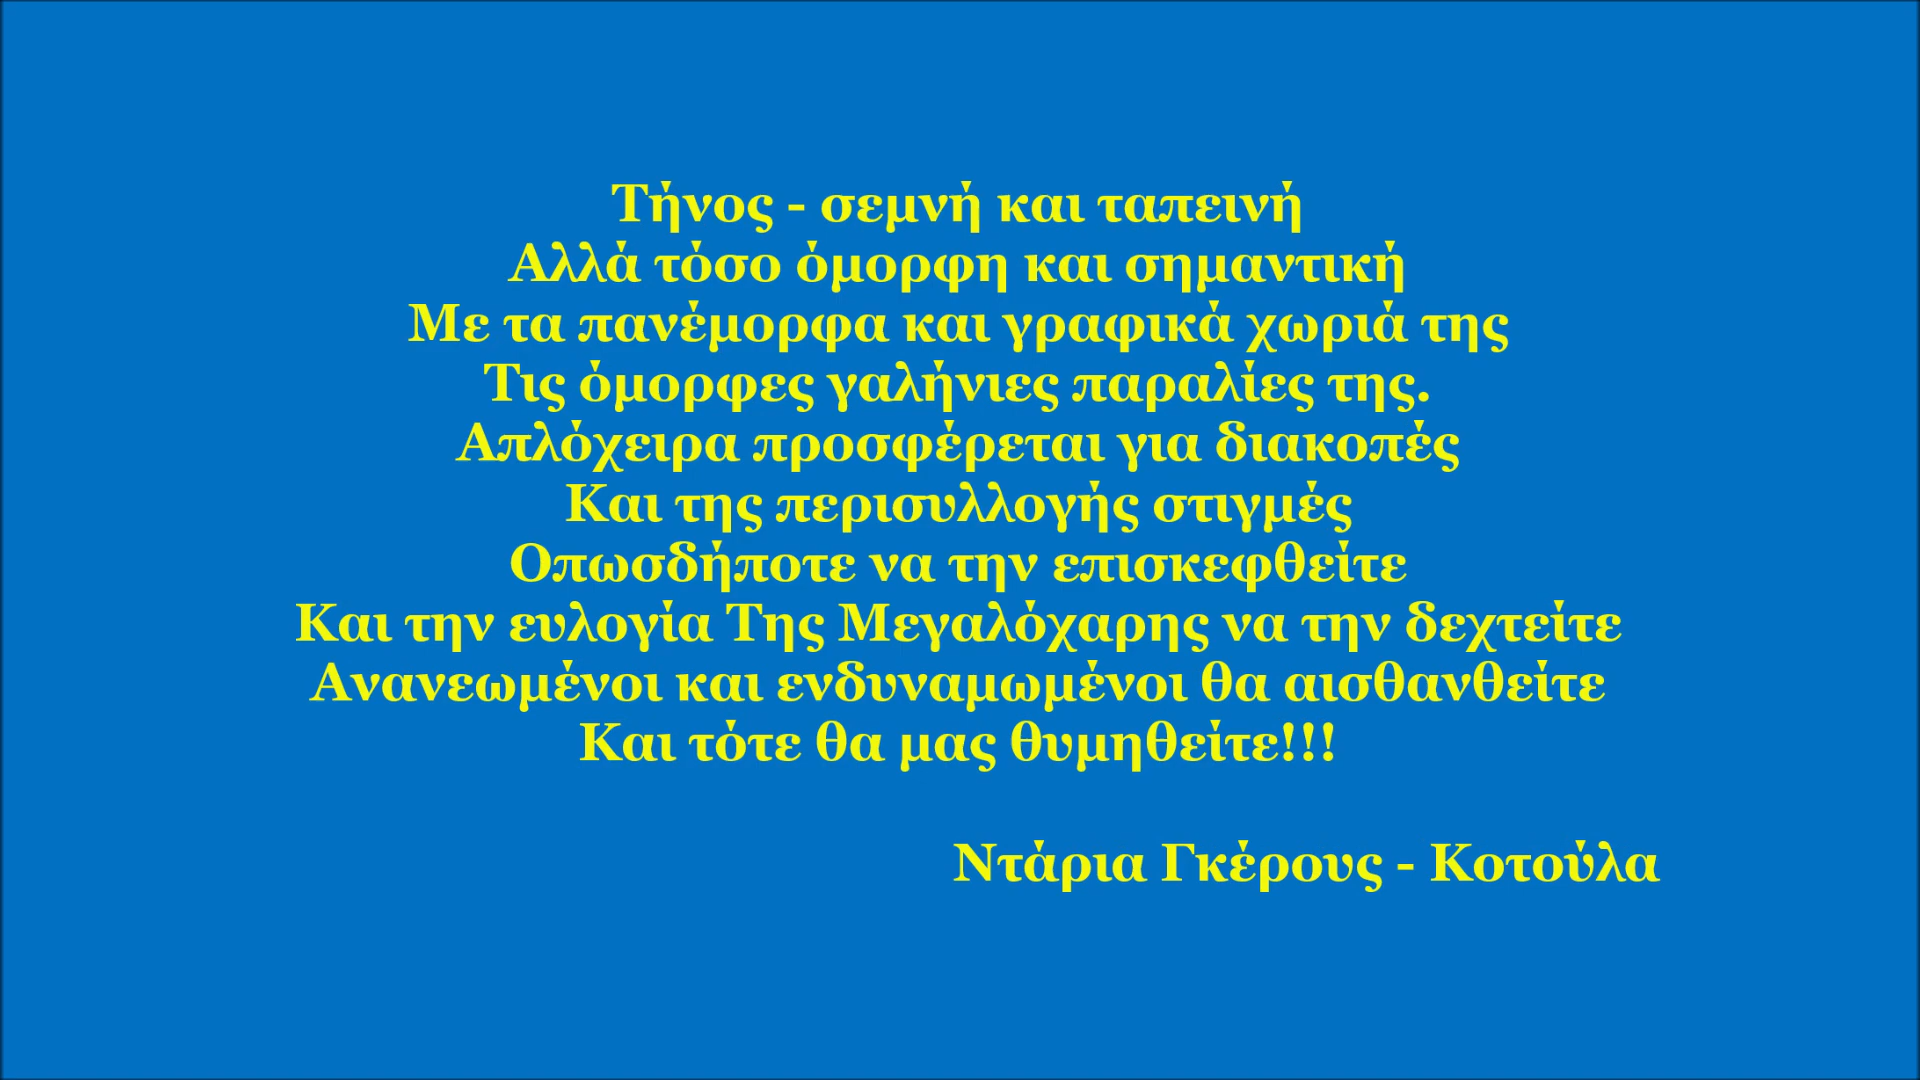 Τήνος - σεμνή και ταπεινή
Αλλά τόσο όμορφη και σημαντική
Με τα πανέμορφα και γραφικά χωριά της
Τις όμορφες γαλήνιες παραλίες της.
Απλόχειρα προσφέρεται για διακοπές
Και της περισυλλογής στιγμές
Οπωσδήποτε να την επισκεφθείτε
Και την ευλογία Της Μεγαλόχαρης να την δεχτείτε
Ανανεωμένοι και ενδυναμωμένοι θα αισθανθείτε
Και τότε θα μας θυμηθείτε!!!
Ντάρια Γκέρους - Κοτούλα